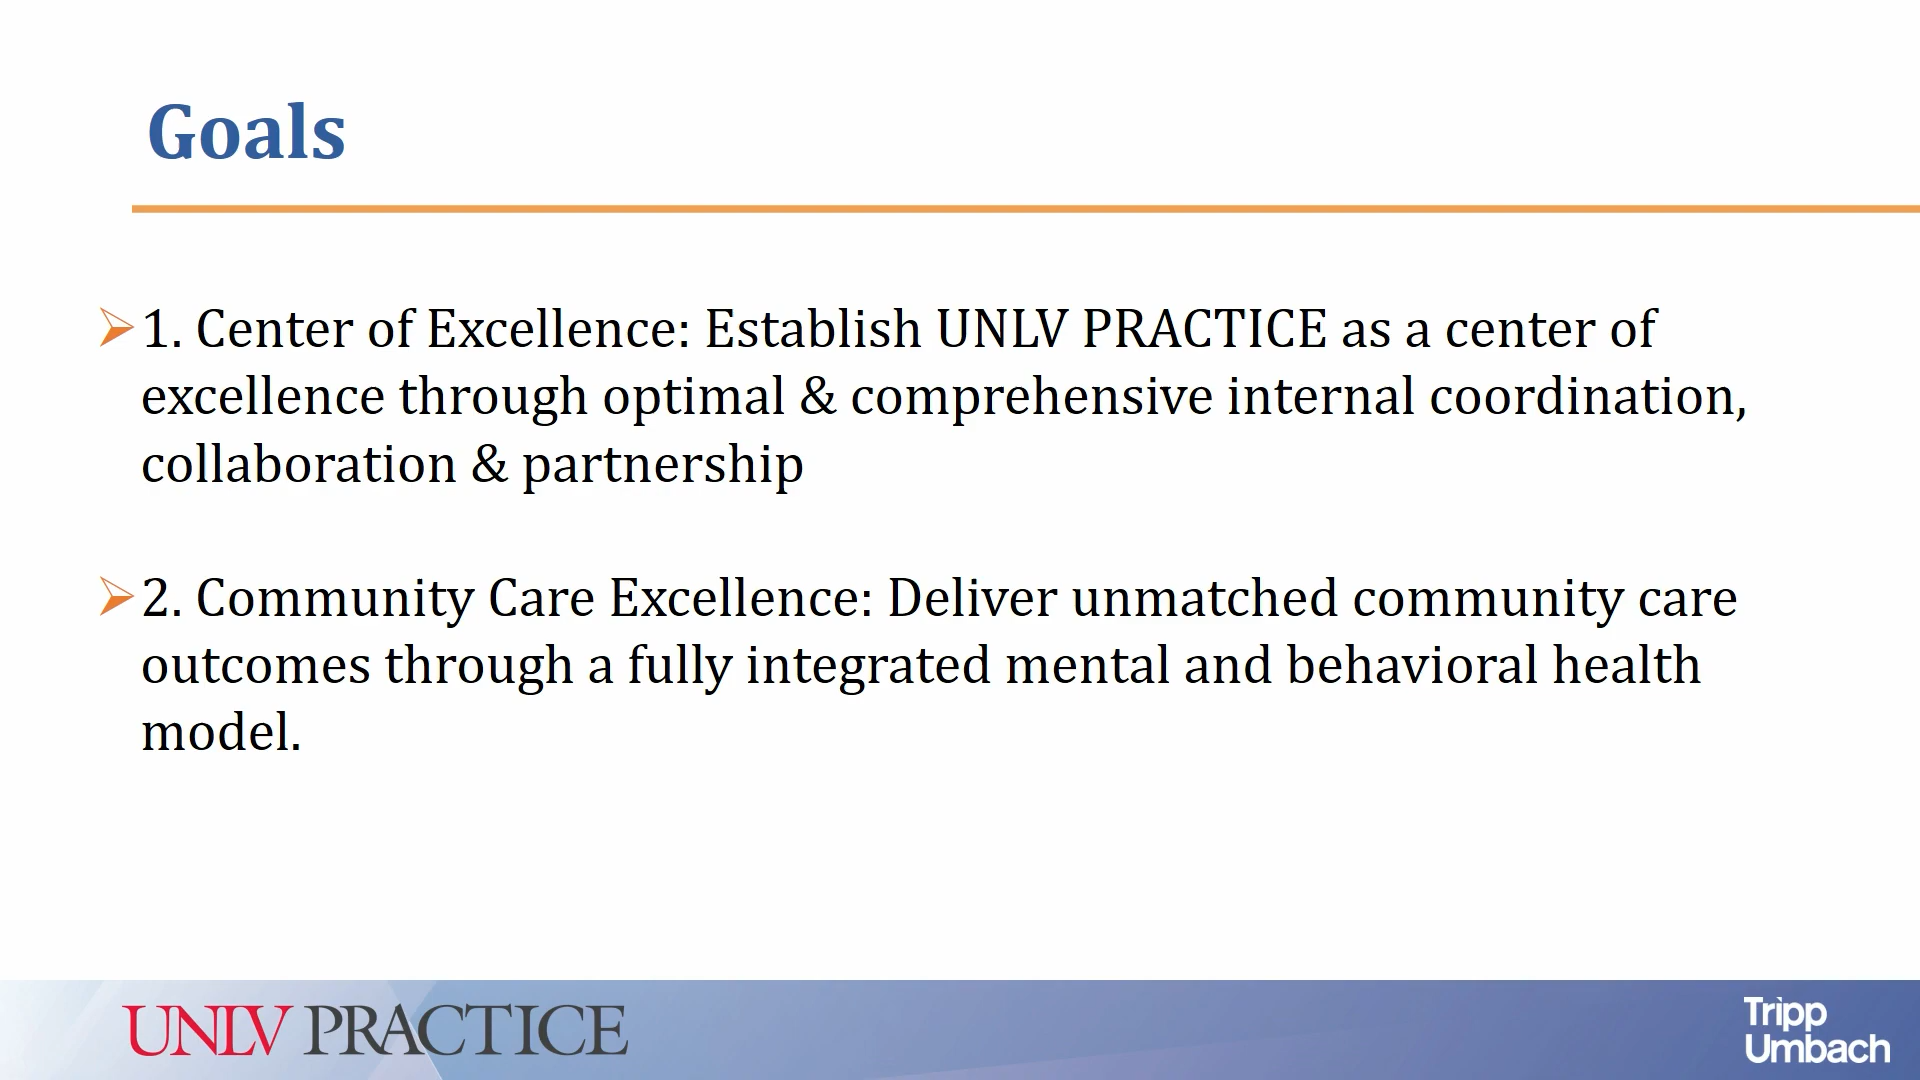 Goals
1. Center of Excellence: Establish UNLV PRACTICE as a center of
excellence through optimal & comprehensive internal coordination,
collaboration & partnership
2. Community Care Excellence: Deliver unmatched community care
outcomes through a fully integrated mental and behavioral health
model.
UNLV PRACTICE
Tripp
Umbach